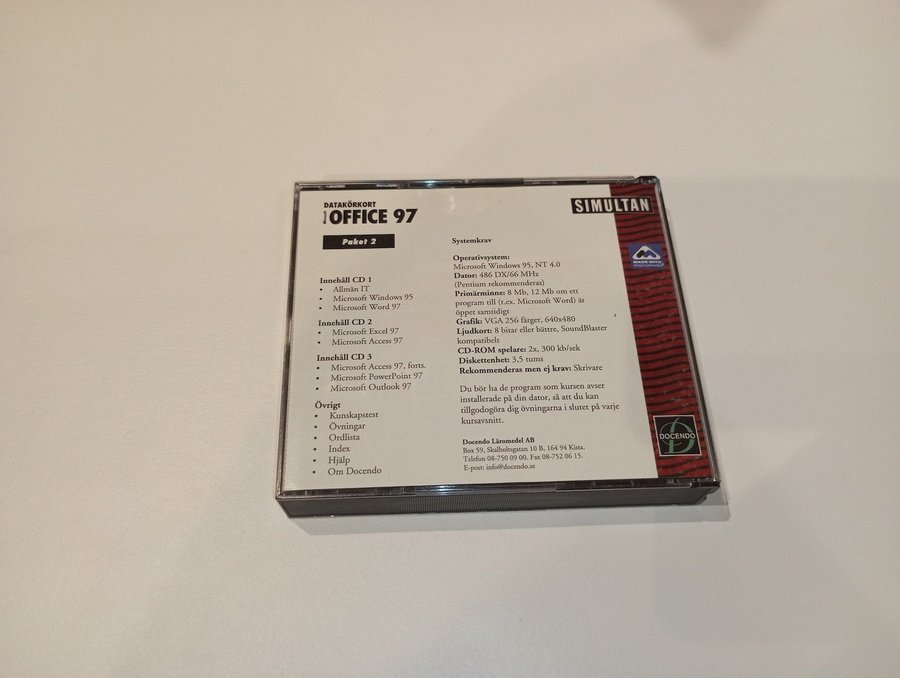 DATAKÖRKORT
OFFICE 97
SIMULTAN
Paket 2
Innehåll CD 1
• Allmän IT
• Microsoft Windows 95
• Microsoft Word 97
Innehåll CD 2
• Microsoft Excel 97
• Microsoft Access 97
Innehåll CD 3
• Microsoft Access 97, forts.
• Microsoft PowerPoint 97
• Microsoft Outlook 97
Övrigt
• Kunskapstest
• Övningar
• Ordlista
• Index
• Hjälp
• Om Docendo
Systemkrav
Operativsystem:
Microsoft Windows 95, NT 4.0
Dator: 486 DX/66 MHz
(Pentium rekommenderas)
Primärminne: 8 Mb, 12 Mb om ett
program till (t.ex. Microsoft Word) är
öppet samtidigt
Grafik: VGA 256 färger, 640x480
Ljudkort: 8 bitar eller bättre, SoundBlaster
kompatibelt
CD-ROM spelare: 2x, 300 kb/sek
Diskettenhet: 3,5 tums
Rekommenderas men ej krav: Skrivare
Du bör ha de program som kursen avser
installerade på din dator, så att du kan
tillgodogöra dig övningarna i slutet på varje
kursavsnitt.
Docendo Läromedel AB
Box 59, Skalholtsgatan 10 B, 164 94 Kista.
Telefon 08-750 09 00. Fax 08-752 06 15.
E-post: info@docendo.se
MADE WITH
MACROMEDIA
DOCENDO